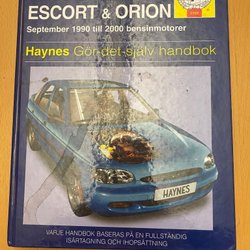 ESCORT & ORION
September 1990 till 2000 bensinmotorer
Haynes Gör-det-själv handbok
HAYNES
VARJE HANDBOK BASERAS PÅ EN FULLSTÄNDIG
ISÄRTAGNING OCH IHOPSÄTTNING